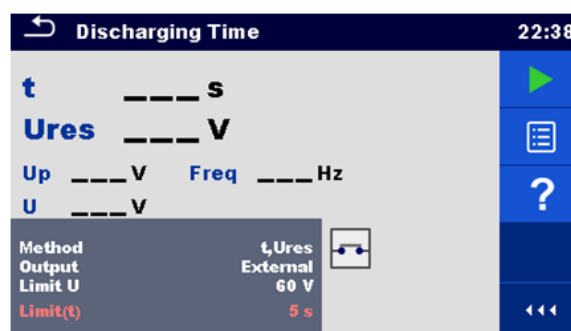 Discharging Time 22:38
t ___ s
Ures ___ V
Up ___ V Freq ___ Hz
U ___ V
Method t,Ures
Output External
Limit U 60 V
Limit(t) 5 s
?